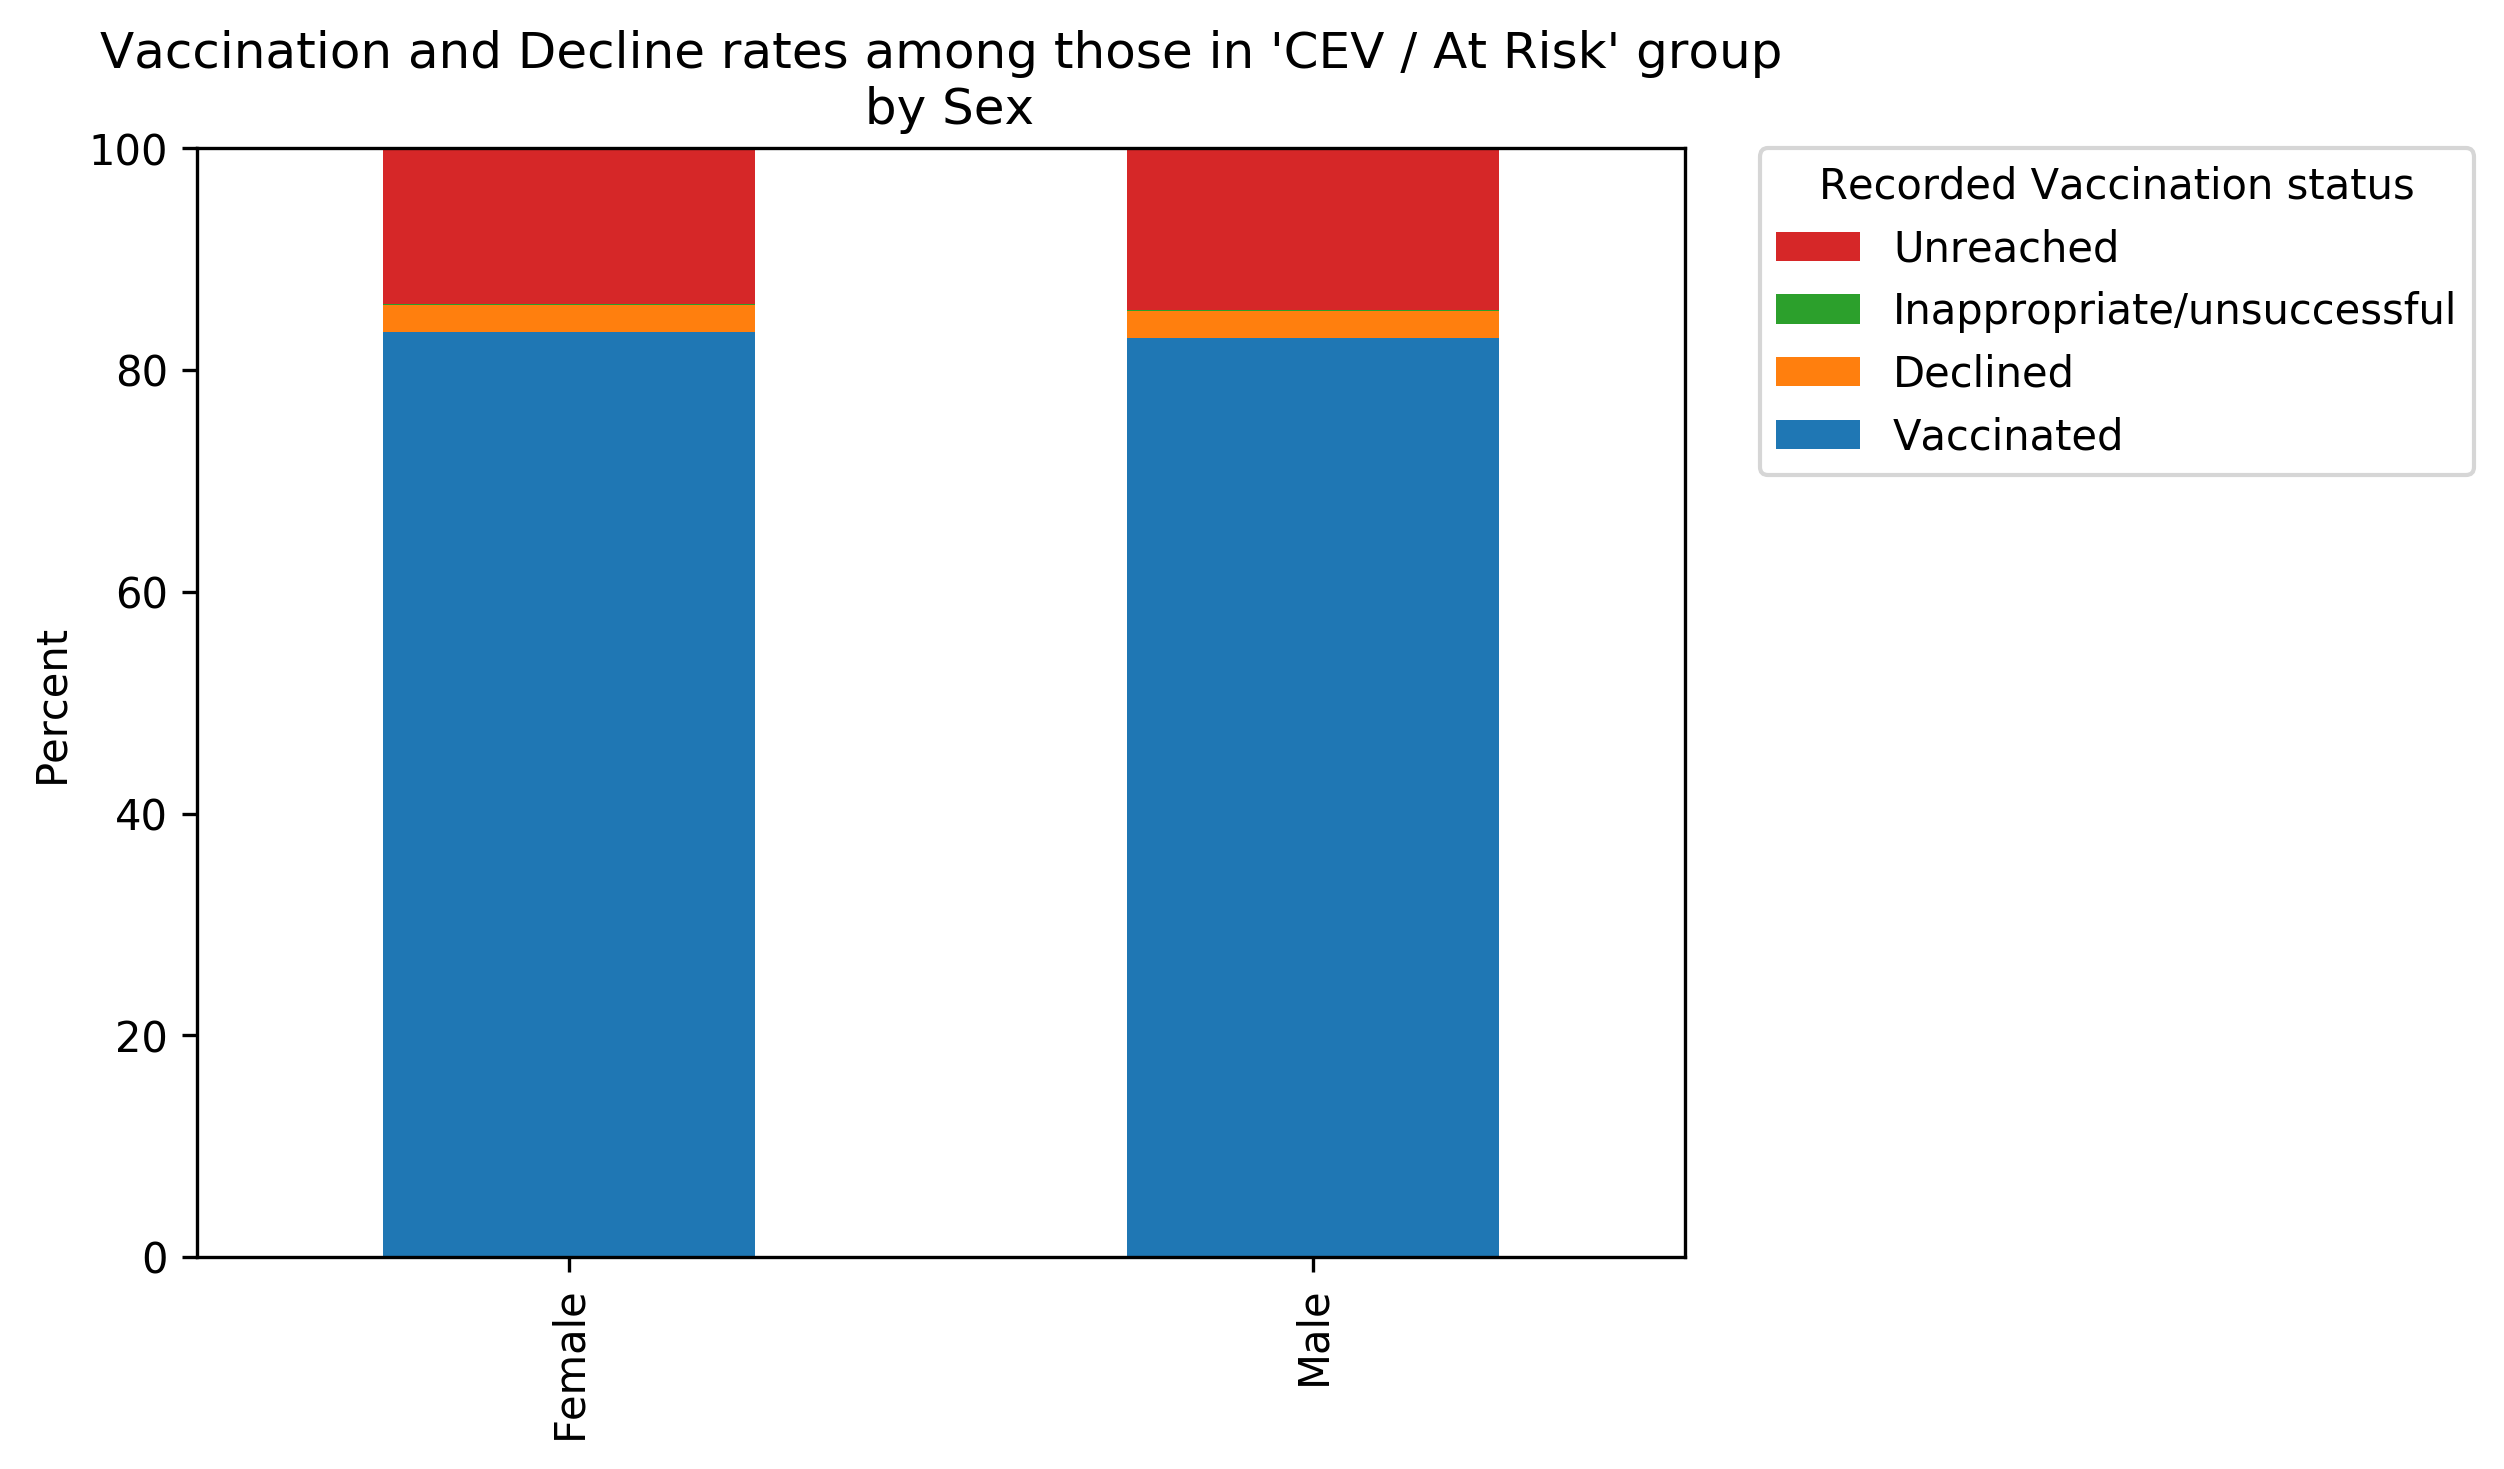 Vaccination and Decline rates among those in 'CEV / At Risk' group
by Sex
100
80
60
40
20
0
Percent
Female
Male
Recorded Vaccination status
Unreached
Inappropriate/unsuccessful
Declined
Vaccinated